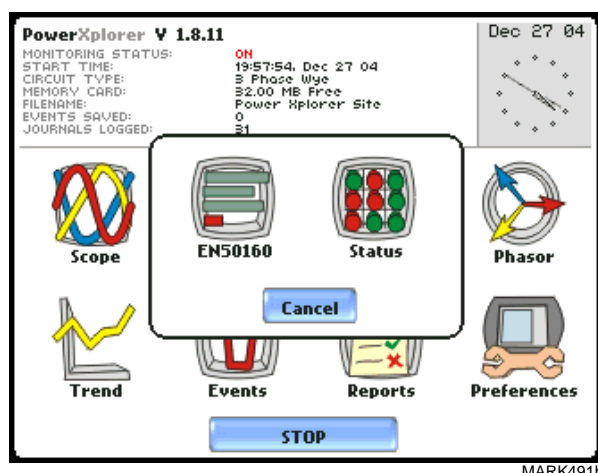 PowerXplorer V 1.8.11
Dec 27 04
MONITORING STATUS: ON
START TIME: 19:57:54, Dec 27 04
CIRCUIT TYPE: 3 Phase Wye
MEMORY CARD: 32.00 MB Free
FILENAME: Power Xplorer Site
EVENTS SAVED: 0
JOURNALS LOGGED: 31
Scope
EN50160
Status
Phasor
Cancel
Trend
Events
Reports
Preferences
STOP